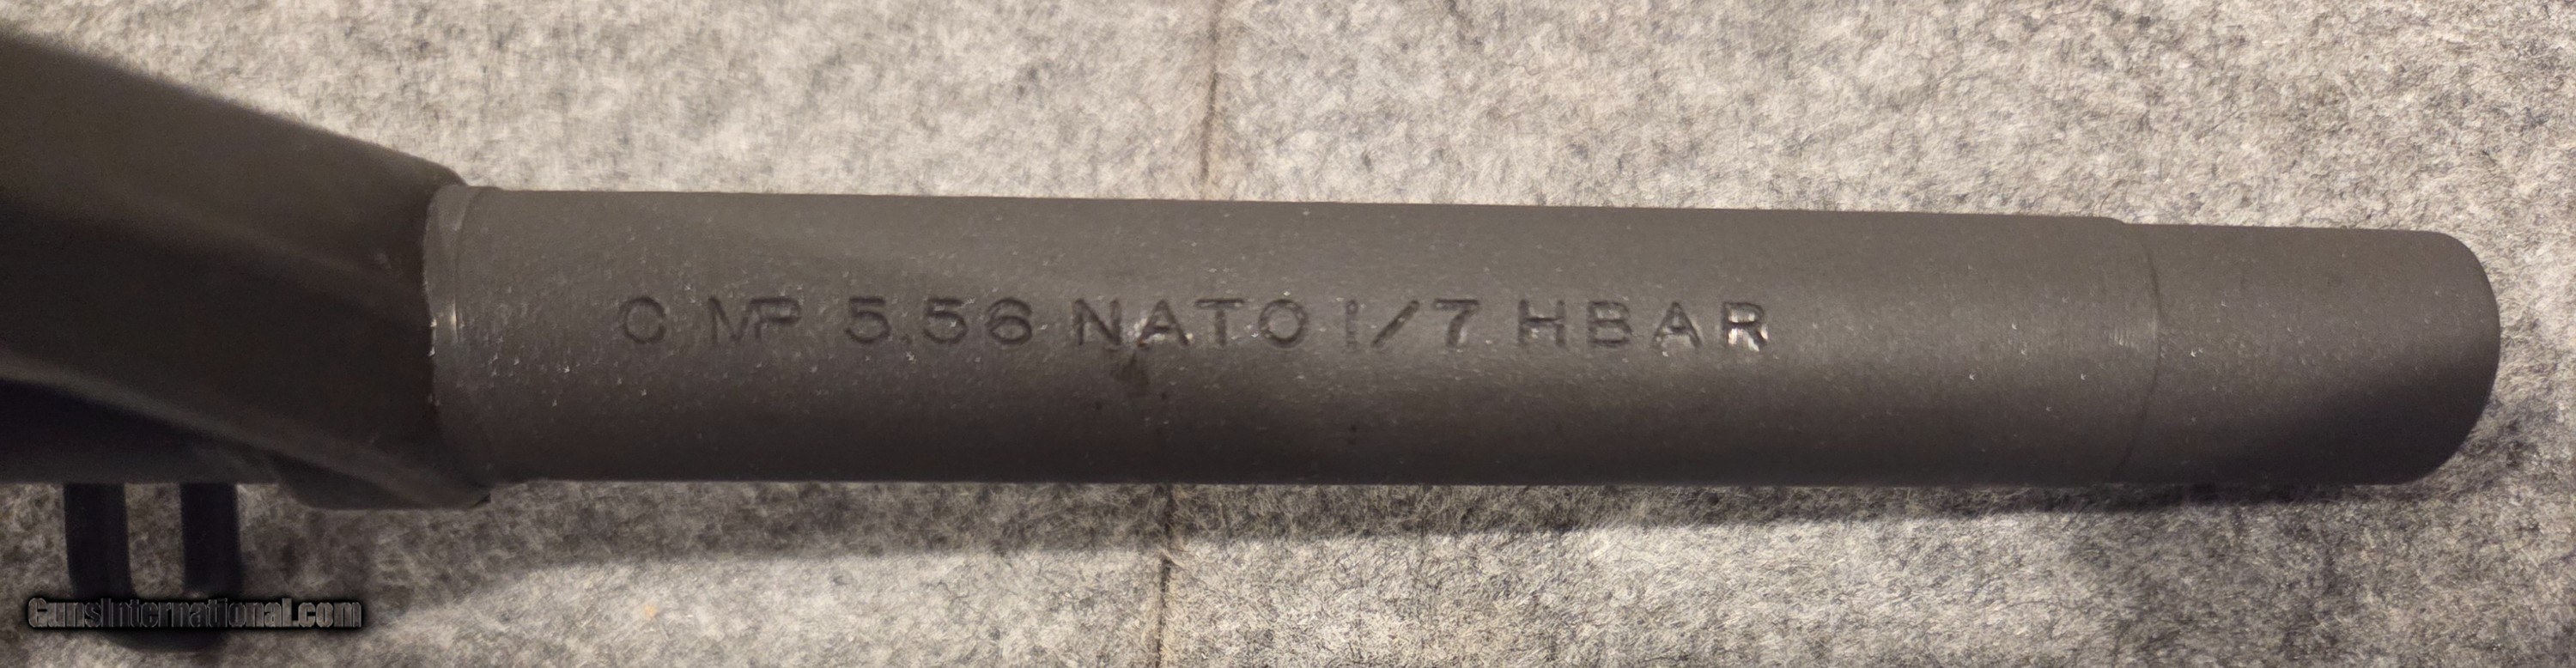 C MP 5.56 NATO 1/7 HBAR
GunsInternational.com